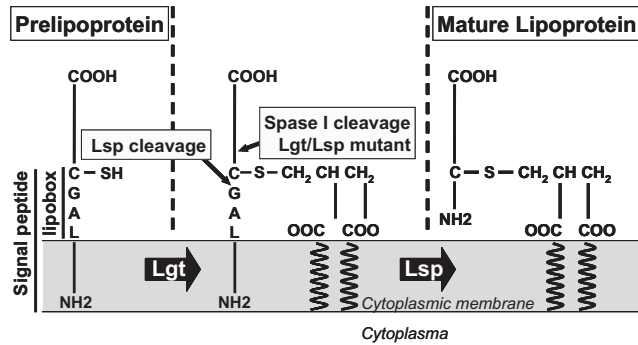 Prelipoprotein
Mature Lipoprotein
COOH
COOH
COOH
Spase I cleavage
Lgt/Lsp mutant
Lsp cleavage
Signal peptide
lipobox
C SH
G
A
L
NH2
C S CH2 CH CH2
G
A
L
NH2
OOC COO
C S CH2 CH CH2
NH2
OOC COO
Lgt
Lsp
Cytoplasmic membrane
Cytoplasma